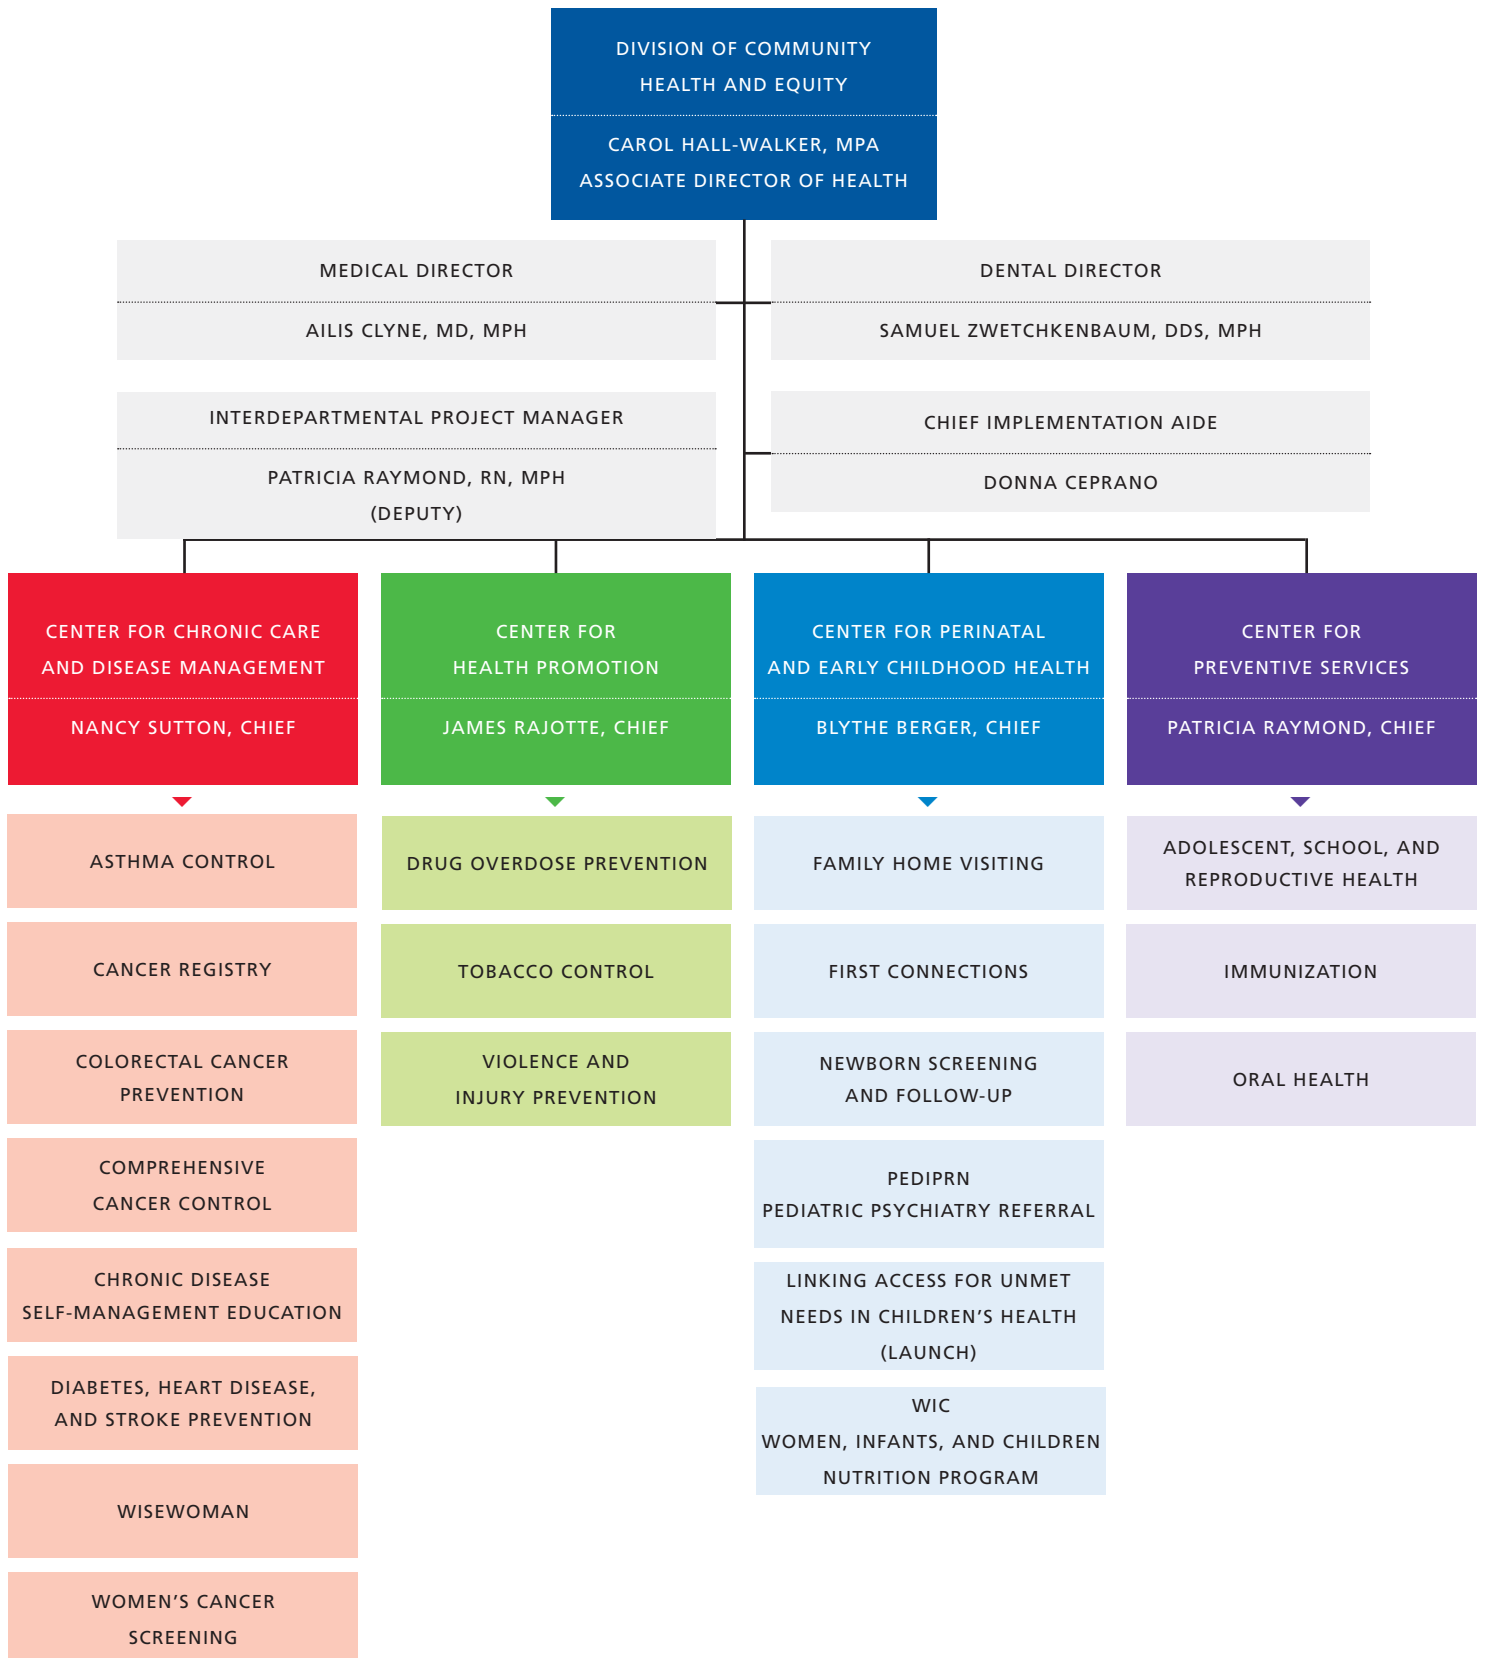 DIVISION OF COMMUNITY
HEALTH AND EQUITY
CAROL HALL-WALKER, MPA
ASSOCIATE DIRECTOR OF HEALTH
MEDICAL DIRECTOR
AILIS CLYNE, MD, MPH
DENTAL DIRECTOR
SAMUEL ZWETCHKENBAUM, DDS, MPH
INTERDEPARTMENTAL PROJECT MANAGER
PATRICIA RAYMOND, RN, MPH
(DEPUTY)
CHIEF IMPLEMENTATION AIDE
DONNA CEPRANO
CENTER FOR CHRONIC CARE
AND DISEASE MANAGEMENT
NANCY SUTTON, CHIEF
ASTHMA CONTROL
CANCER REGISTRY
COLORECTAL CANCER
PREVENTION
COMPREHENSIVE
CANCER CONTROL
CHRONIC DISEASE
SELF-MANAGEMENT EDUCATION
DIABETES, HEART DISEASE,
AND STROKE PREVENTION
WISEWOMAN
WOMEN'S CANCER
SCREENING
CENTER FOR
HEALTH PROMOTION
JAMES RAJOTTE, CHIEF
DRUG OVERDOSE PREVENTION
TOBACCO CONTROL
VIOLENCE AND
INJURY PREVENTION
CENTER FOR PERINATAL
AND EARLY CHILDHOOD HEALTH
BLYTHE BERGER, CHIEF
FAMILY HOME VISITING
FIRST CONNECTIONS
NEWBORN SCREENING
AND FOLLOW-UP
PEDIPRN
PEDIATRIC PSYCHIATRY REFERRAL
LINKING ACCESS FOR UNMET
NEEDS IN CHILDREN’S HEALTH
(LAUNCH)
WIC
WOMEN, INFANTS, AND CHILDREN
NUTRITION PROGRAM
CENTER FOR
PREVENTIVE SERVICES
PATRICIA RAYMOND, CHIEF
ADOLESCENT, SCHOOL, AND
REPRODUCTIVE HEALTH
IMMUNIZATION
ORAL HEALTH